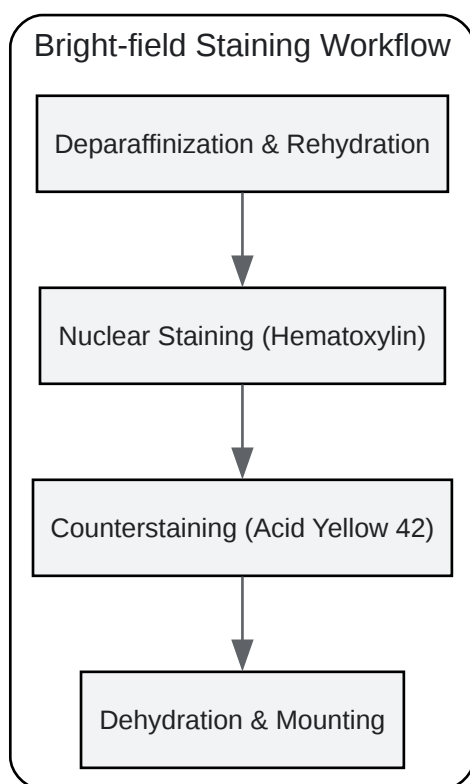 Bright-field Staining Workflow
Deparaffinization & Rehydration
Nuclear Staining (Hematoxylin)
Counterstaining (Acid Yellow 42)
Dehydration & Mounting